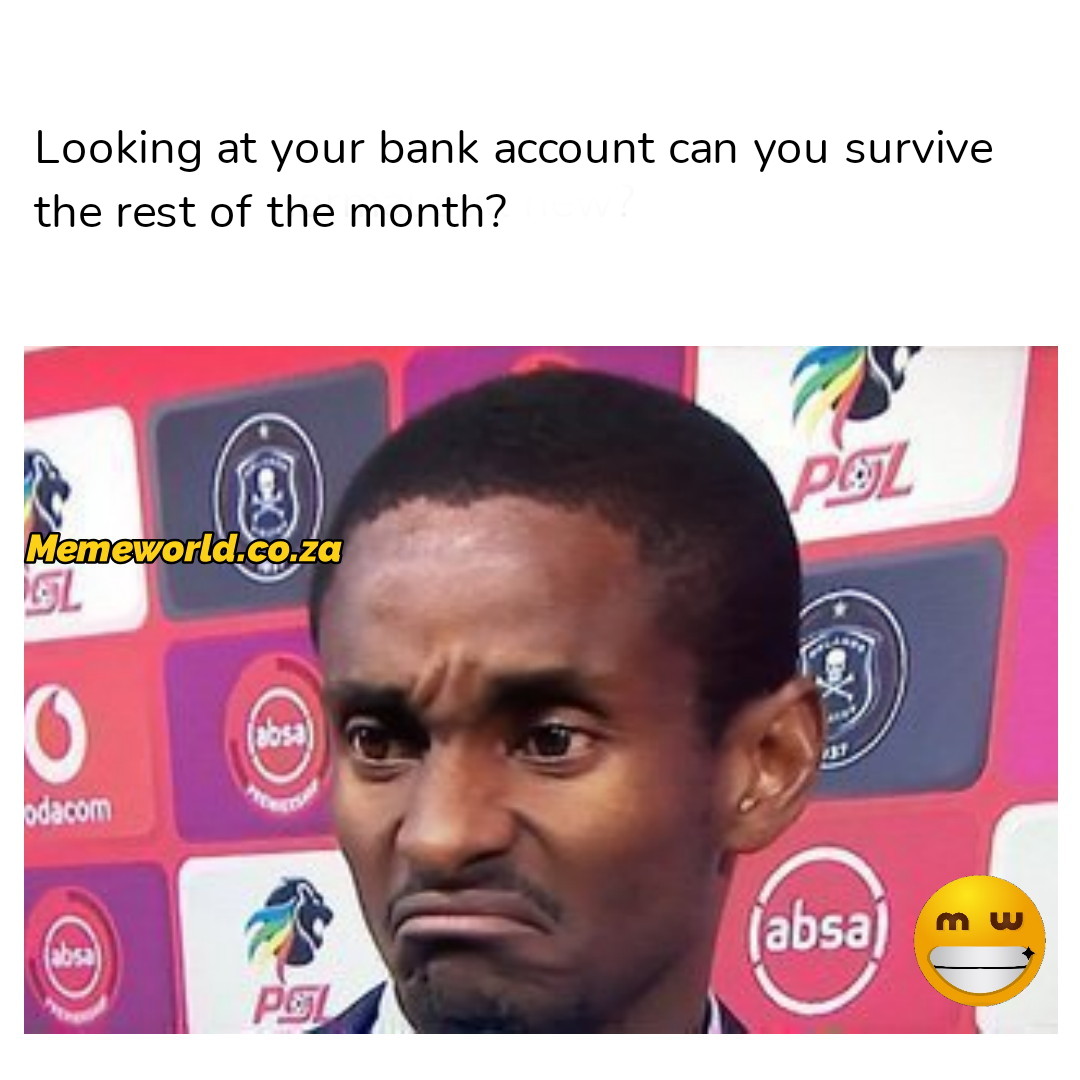 Looking at your bank account can you survive
the rest of the month?
PSL
Memeworld.co.za
PSL
absa
PREMIERSHIP
odacom
absa
PSL
absa
m w